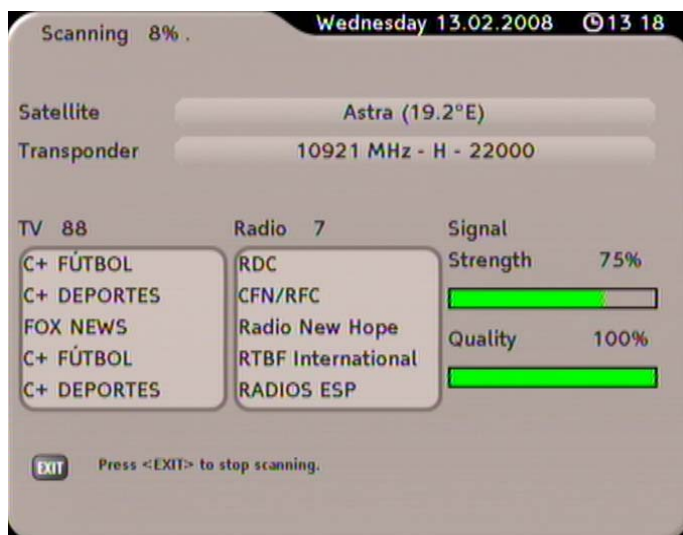 Scanning 8% .
Wednesday 13.02.2008 13 18
Satellite Astra (19.2°E)
Transponder 10921 MHz - H - 22000
TV 88
C+ FÚTBOL
C+ DEPORTES
FOX NEWS
C+ FÚTBOL
C+ DEPORTES
Radio 7
RDC
CFN/RFC
Radio New Hope
RTBF International
RADIOS ESP
Signal
Strength 75%
Quality 100%
EXIT Press <EXIT> to stop scanning.